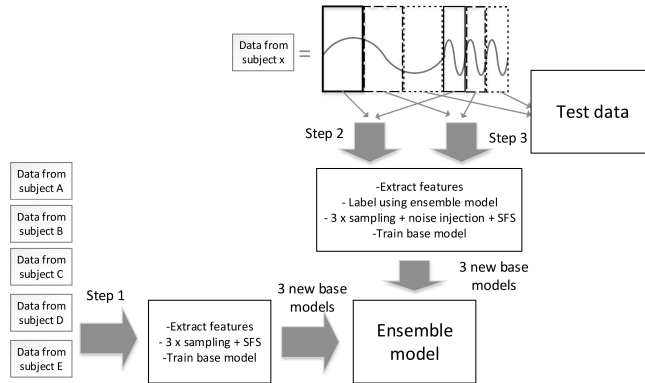 Data from
subject x
=
Step 2
Step 3
Test data
-Extract features
- Label using ensemble model
- 3 x sampling + noise injection + SFS
-Train base model
Data from
subject A
Data from
subject B
Data from
subject C
Data from
subject D
Data from
subject E
Step 1
-Extract features
- 3 x sampling + SFS
-Train base model
3 new base
models
3 new base
models
Ensemble
model